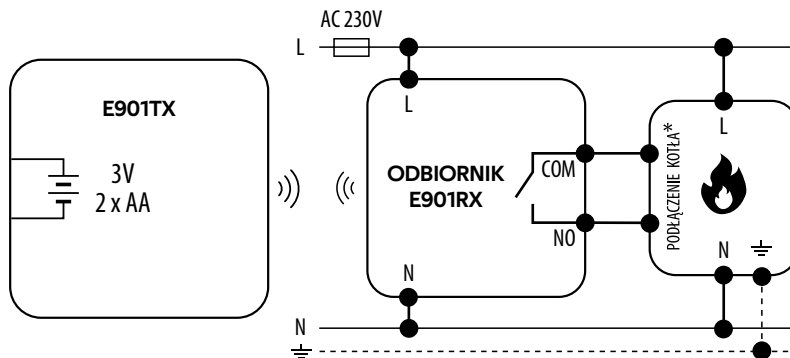 AC 230V
L
E901TX
3V
2 x AA
L
ODBIORNIK
E901RX
COM
NO
N
PODŁĄCZENIE KOTŁA*
L
N
N